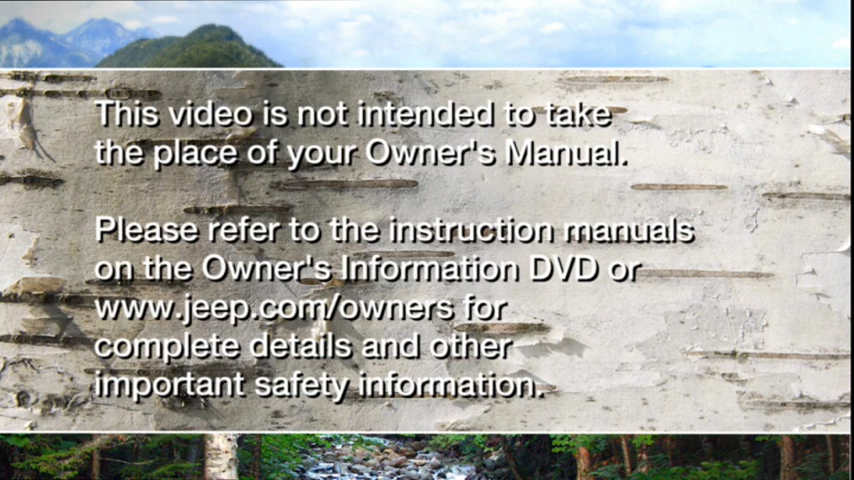 This video is not intended to take
the place of your Owner's Manual.
Please refer to the instruction manuals
on the Owner's Information DVD or
www.jeep.com/owners for
complete details and other
important safety information.